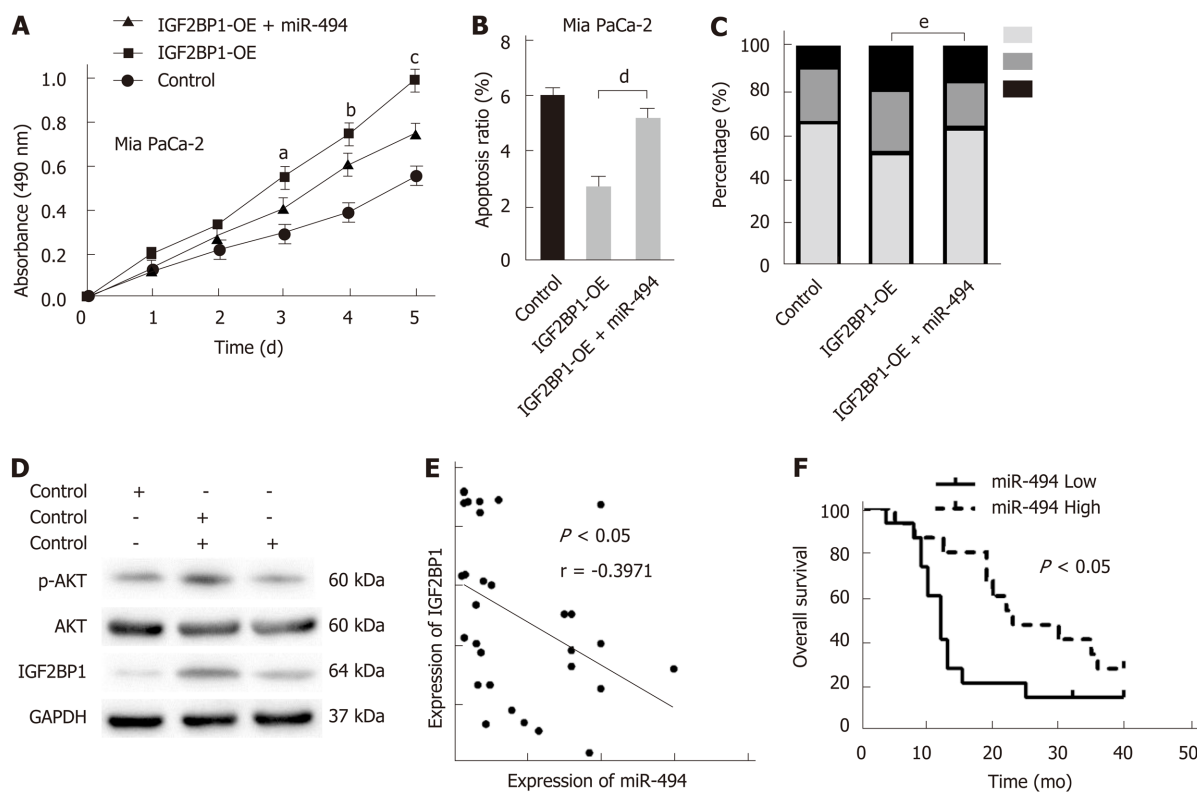 A
IGF2BP1-OE + miR-494
IGF2BP1-OE
Control
Mia PaCa-2
Absorbance (490 nm)
1.0
0.8
0.6
0.4
0.2
0.0
a
b
c
0
1
2
3
4
5
Time (d)
B
Mia PaCa-2
Apoptosis ratio (%)
8
6
4
2
0
d
Control
IGF2BP1-OE
IGF2BP1-OE + miR-494
C
e
Percentage (%)
100
80
60
40
20
0
Control
IGF2BP1-OE
IGF2BP1-OE + miR-494
D
Control + - -
Control - + -
Control - + +
p-AKT 60 kDa
AKT 60 kDa
IGF2BP1 64 kDa
GAPDH 37 kDa
E
Expression of IGF2BP1
P < 0.05
r = -0.3971
Expression of miR-494
F
miR-494 Low
miR-494 High
Overall survival
100
80
60
40
20
0
P < 0.05
0
10
20
30
40
50
Time (mo)